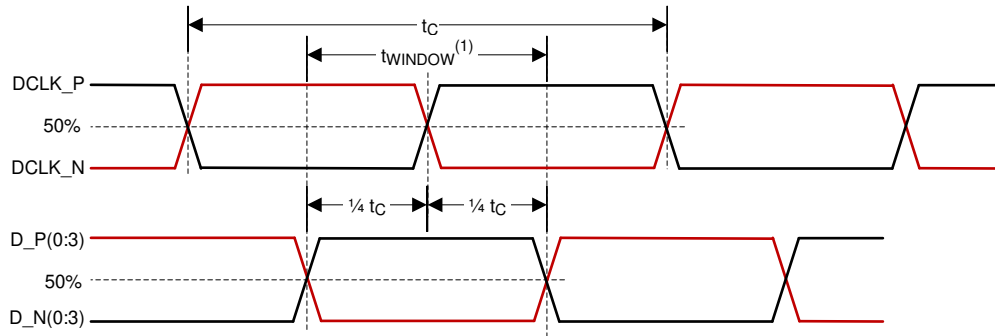 tC
tWINDOW(1)
DCLK_P
50%
DCLK_N
¼ tC
¼ tC
D_P(0:3)
50%
D_N(0:3)